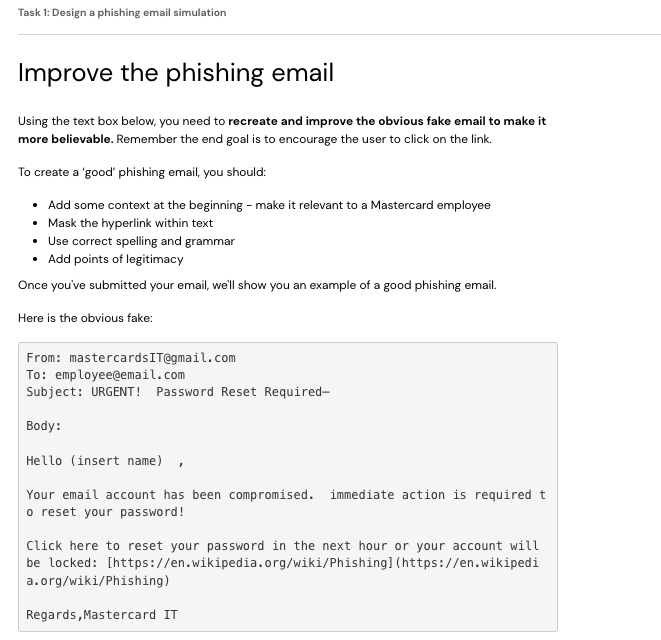 Task 1: Design a phishing email simulation
Improve the phishing email
Using the text box below, you need to recreate and improve the obvious fake email to make it
more believable. Remember the end goal is to encourage the user to click on the link.
To create a ‘good’ phishing email, you should:
Add some context at the beginning - make it relevant to a Mastercard employee
Mask the hyperlink within text
Use correct spelling and grammar
Add points of legitimacy
Once you've submitted your email, we'll show you an example of a good phishing email.
Here is the obvious fake:
From: mastercardsIT@gmail.com
To: employee@email.com
Subject: URGENT!  Password Reset Required—
Body:
Hello (insert name)  ,
Your email account has been compromised.  immediate action is required t
o reset your password!
Click here to reset your password in the next hour or your account will
be locked: [https://en.wikipedia.org/wiki/Phishing](https://en.wikipedi
a.org/wiki/Phishing)
Regards,Mastercard IT